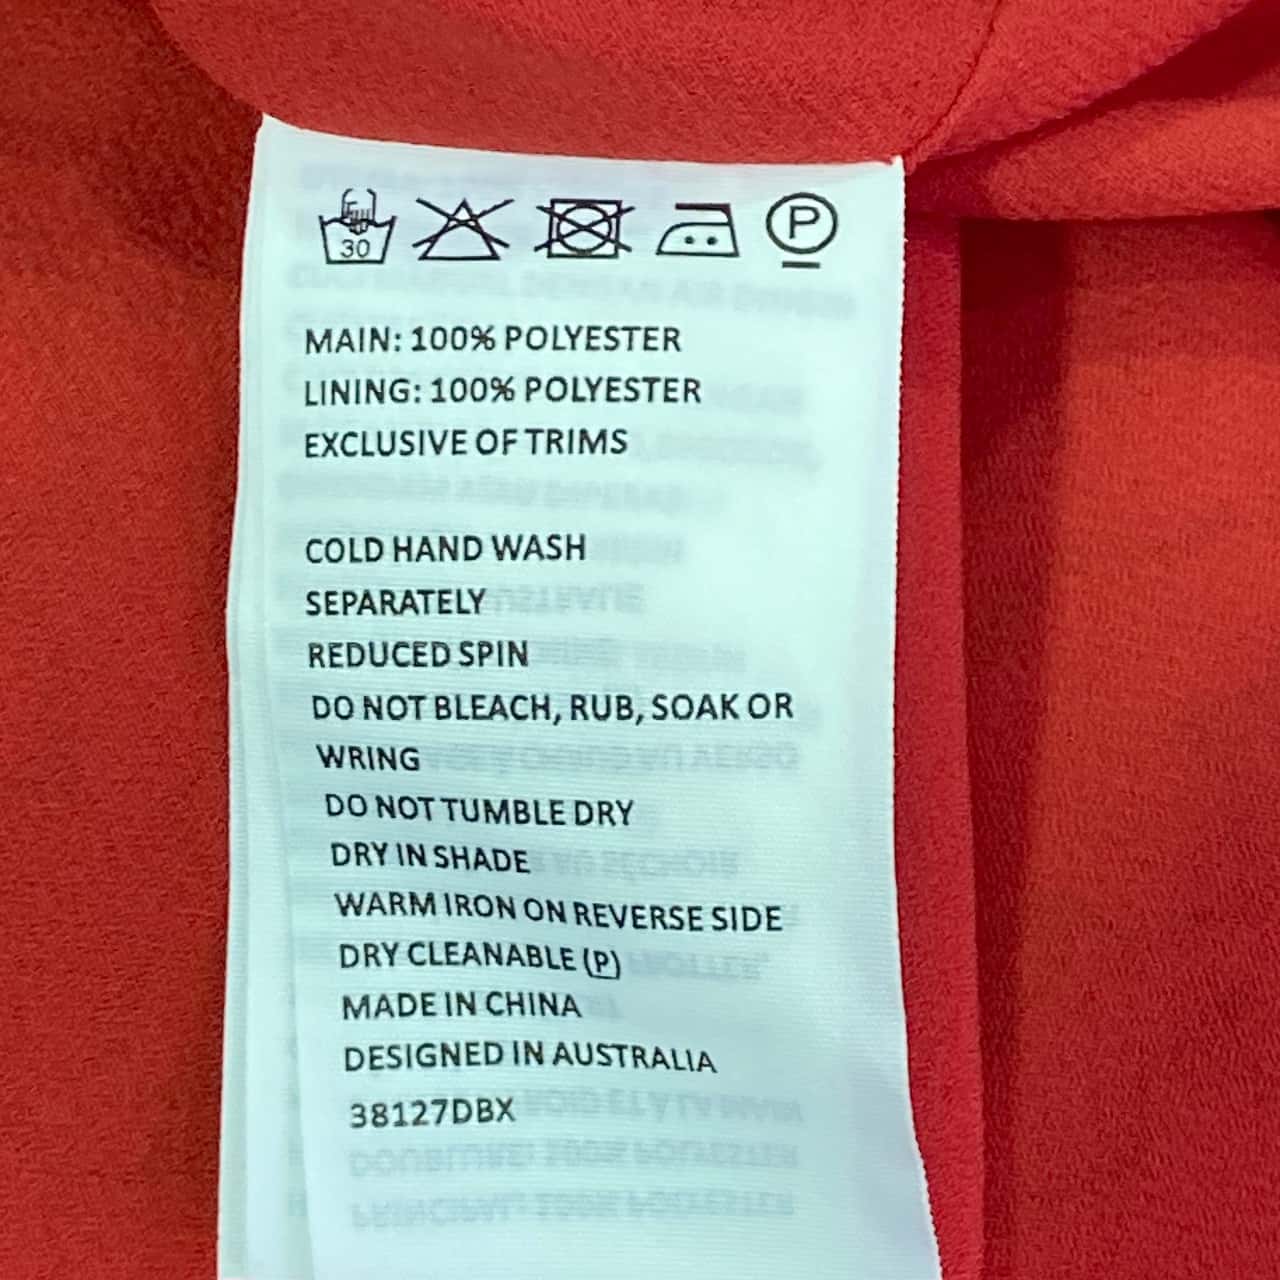 30 P
MAIN: 100% POLYESTER
LINING: 100% POLYESTER
EXCLUSIVE OF TRIMS
COLD HAND WASH
SEPARATELY
REDUCED SPIN
DO NOT BLEACH, RUB, SOAK OR
WRING
DO NOT TUMBLE DRY
DRY IN SHADE
WARM IRON ON REVERSE SIDE
DRY CLEANABLE (P)
MADE IN CHINA
DESIGNED IN AUSTRALIA
38127DBX